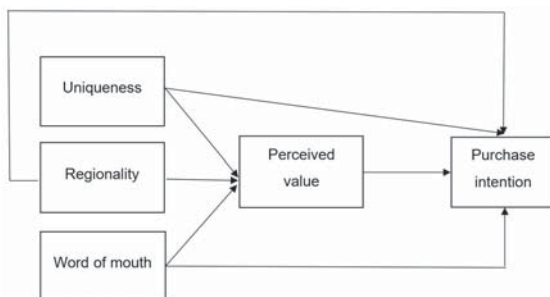 Uniqueness
Regionality
Word of mouth
Perceived
value
Purchase
intention